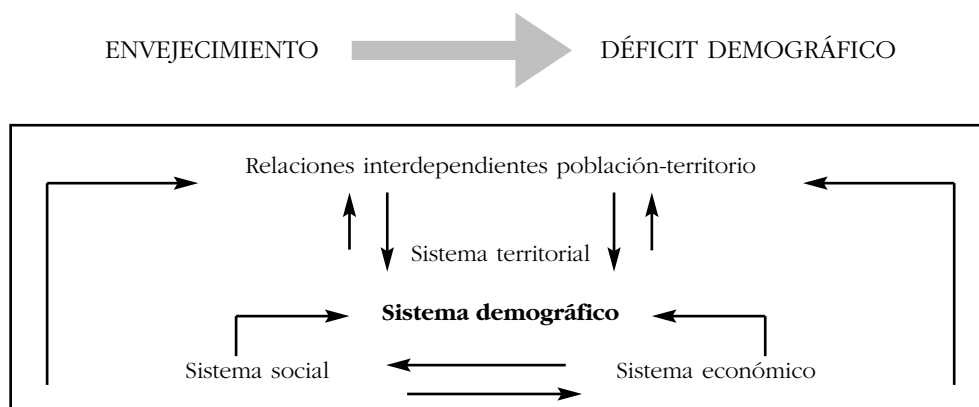 ENVEJECIMIENTO DÉFICIT DEMOGRÁFICO
Relaciones interdependientes población-territorio
Sistema territorial
Sistema demográfico
Sistema social Sistema económico